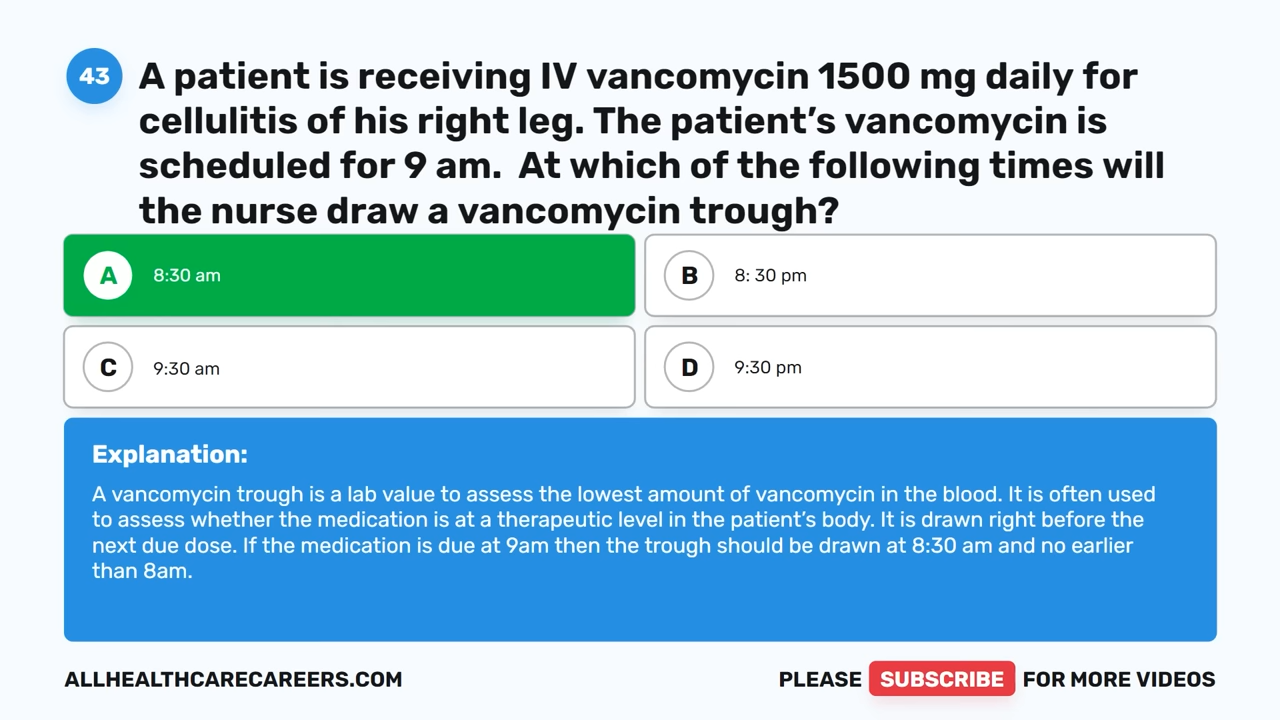 43
A patient is receiving IV vancomycin 1500 mg daily for
cellulitis of his right leg. The patient’s vancomycin is
scheduled for 9 am.  At which of the following times will
the nurse draw a vancomycin trough?
A 8:30 am
B 8: 30 pm
C 9:30 am
D 9:30 pm
Explanation:
A vancomycin trough is a lab value to assess the lowest amount of vancomycin in the blood. It is often used
to assess whether the medication is at a therapeutic level in the patient’s body. It is drawn right before the
next due dose. If the medication is due at 9am then the trough should be drawn at 8:30 am and no earlier
than 8am.
ALLHEALTHCARECAREERS.COM
PLEASE SUBSCRIBE FOR MORE VIDEOS